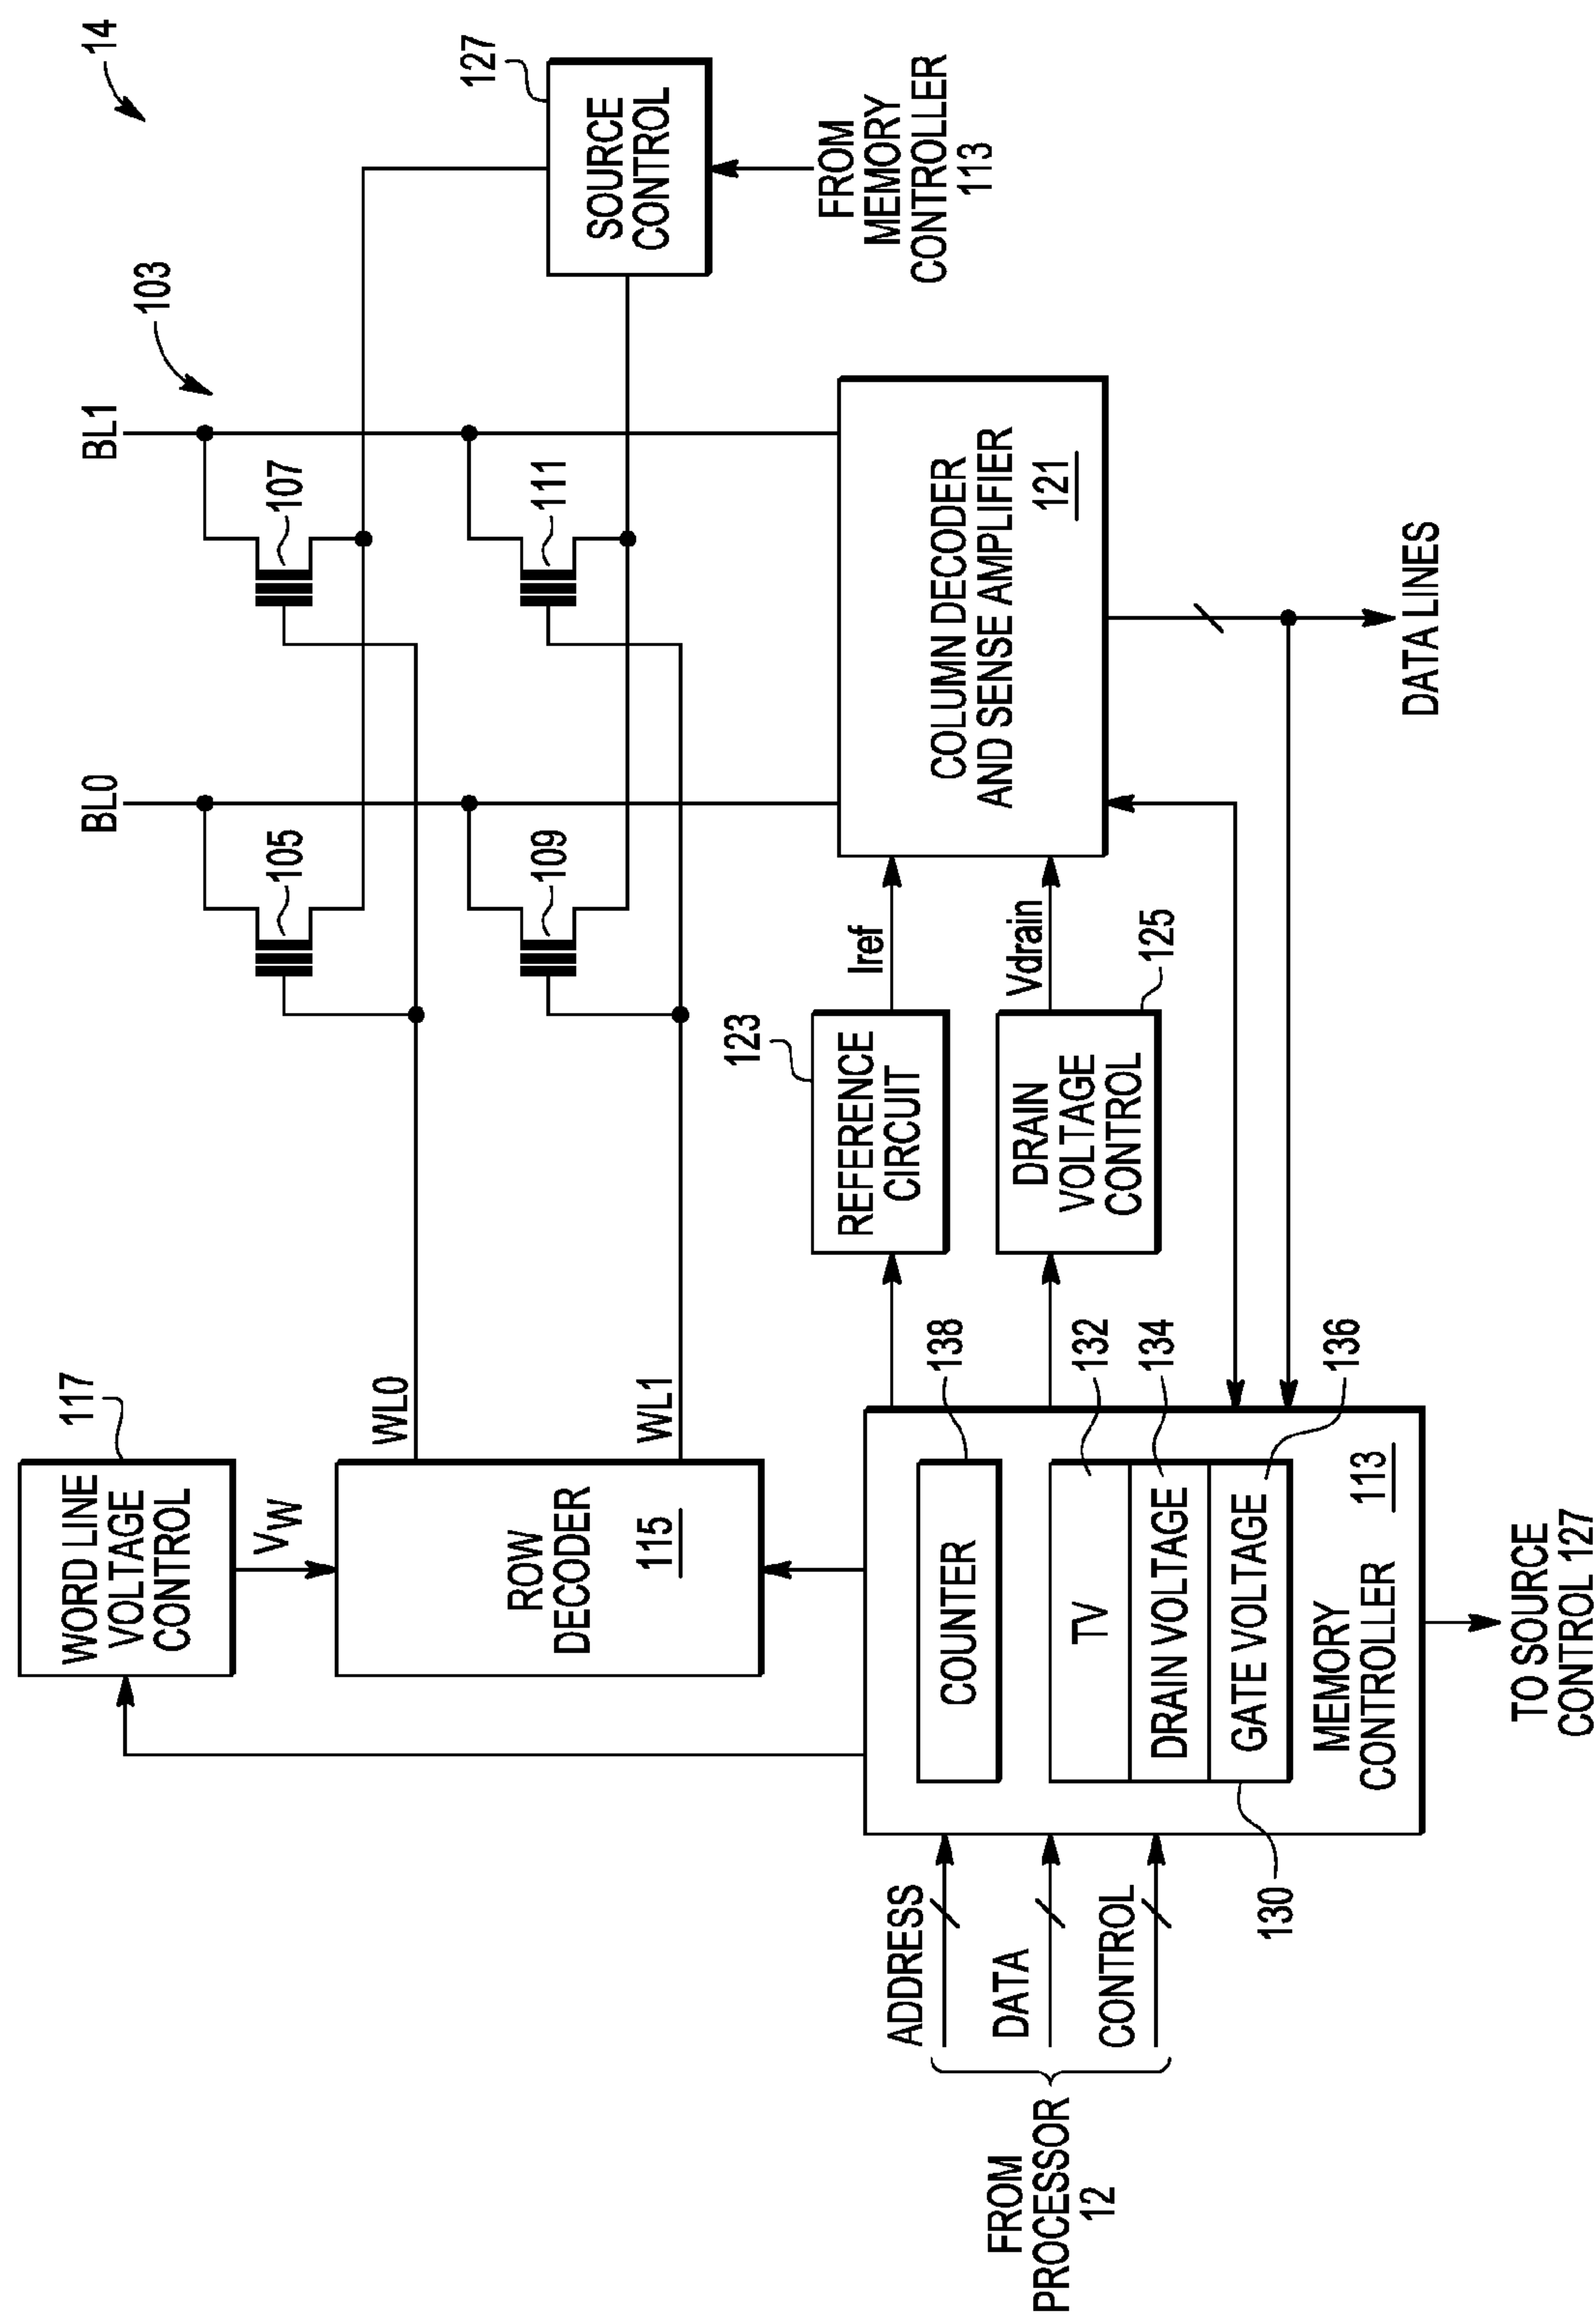 14
103
127
BL0
BL1
105
107
109
111
117
WORD LINE
VOLTAGE
CONTROL
VW
ROW
DECODER
115
WL0
WL1
SOURCE
CONTROL
FROM
MEMORY
CONTROLLER
113
123
REFERENCE
CIRCUIT
Iref
DRAIN
VOLTAGE
CONTROL
125
Vdrain
COLUMN DECODER
AND SENSE AMPLIFIER
121
DATA LINES
COUNTER
138
TV
132
DRAIN VOLTAGE
134
GATE VOLTAGE
136
130
MEMORY
CONTROLLER
113
ADDRESS
DATA
CONTROL
FROM
PROCESSOR
12
TO SOURCE
CONTROL 127